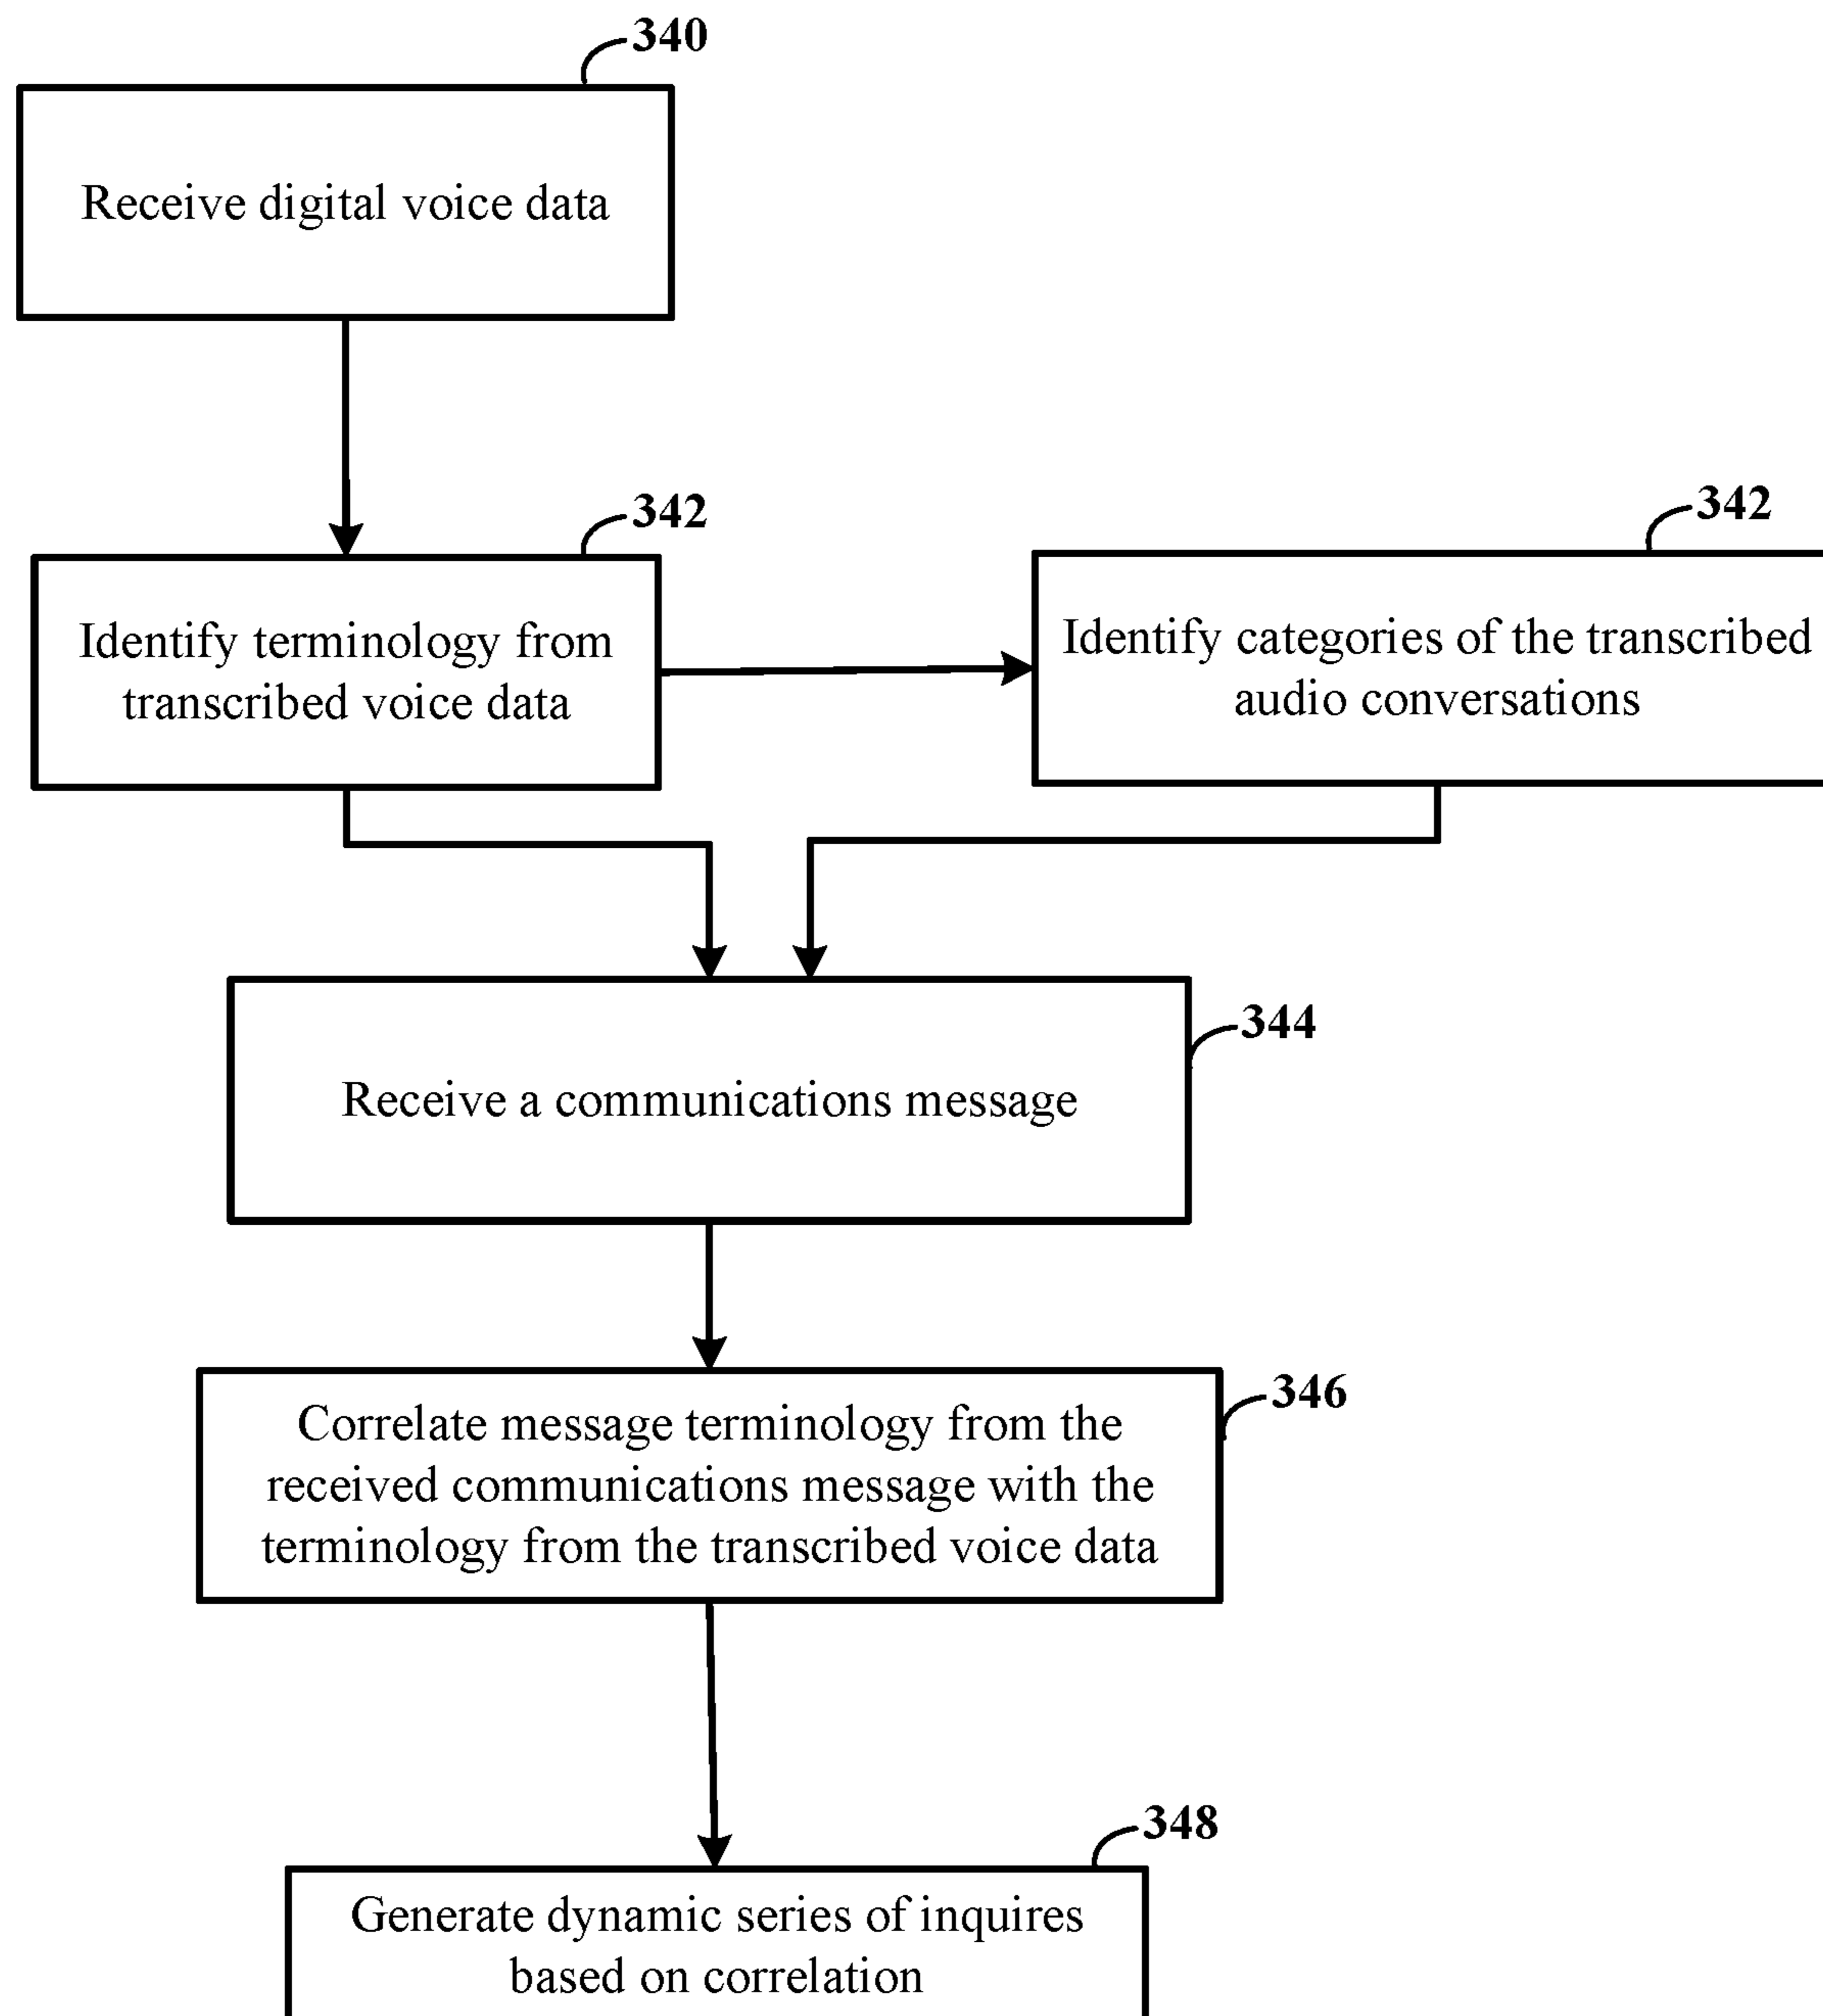 340
Receive digital voice data
342
Identify terminology from
transcribed voice data
342
Identify categories of the transcribed
audio conversations
344
Receive a communications message
346
Correlate message terminology from the
received communications message with the
terminology from the transcribed voice data
348
Generate dynamic series of inquires
based on correlation